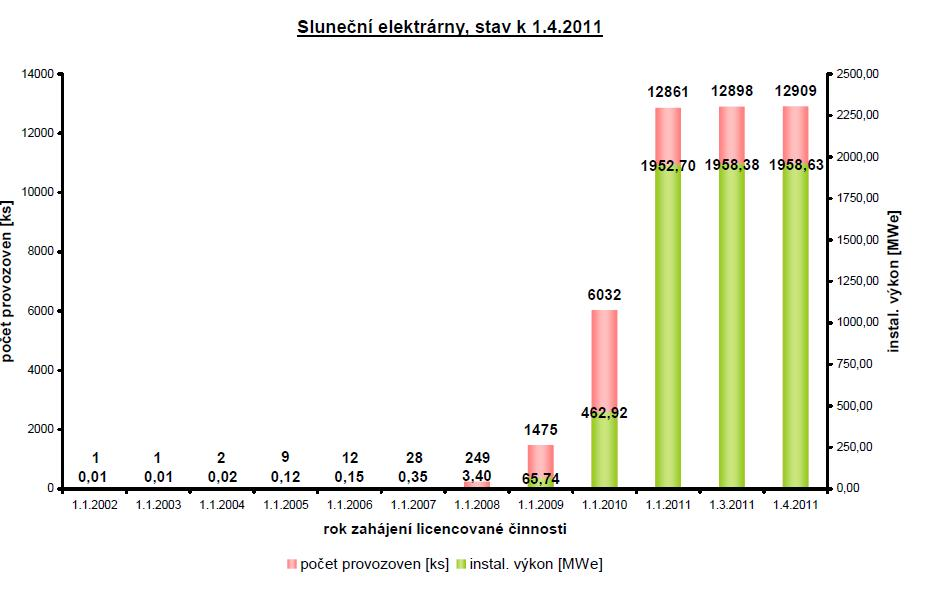 Sluneční elektrárny, stav k 1.4.2011
14000
12000
10000
8000
6000
4000
2000
0
počet provozoven [ks]
2500,00
2250,00
2000,00
1750,00
1500,00
1250,00
1000,00
750,00
500,00
250,00
0,00
instal. výkon [MWe]
1 1 2 5 12 28 249 1475 6032 12861 12898 12909
0,01 0,01 0,02 0,12 0,15 0,35 3,40 65,74 462,92 1952,70 1958,38 1958,63
1.1.2002 1.1.2003 1.1.2004 1.1.2005 1.1.2006 1.1.2007 1.1.2008 1.1.2009 1.1.2010 1.1.2011 1.3.2011 1.4.2011
rok zahájení licencované činnosti
počet provozoven [ks] instal. výkon [MWe]